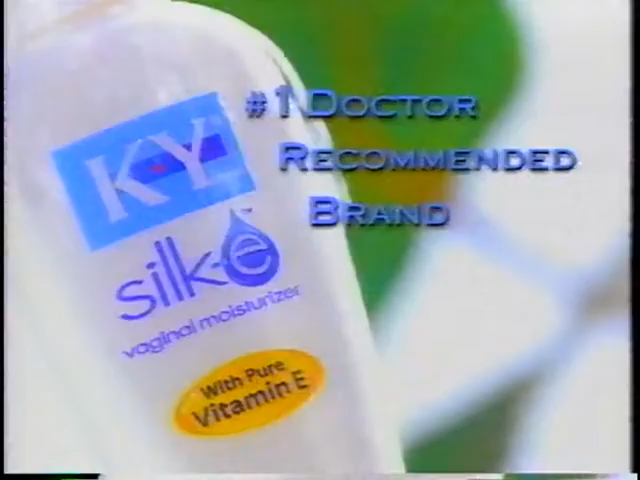 #1 Doctor
Recommended
Brand
K-Y
silk-e
vaginal moisturizer
With Pure
Vitamin E